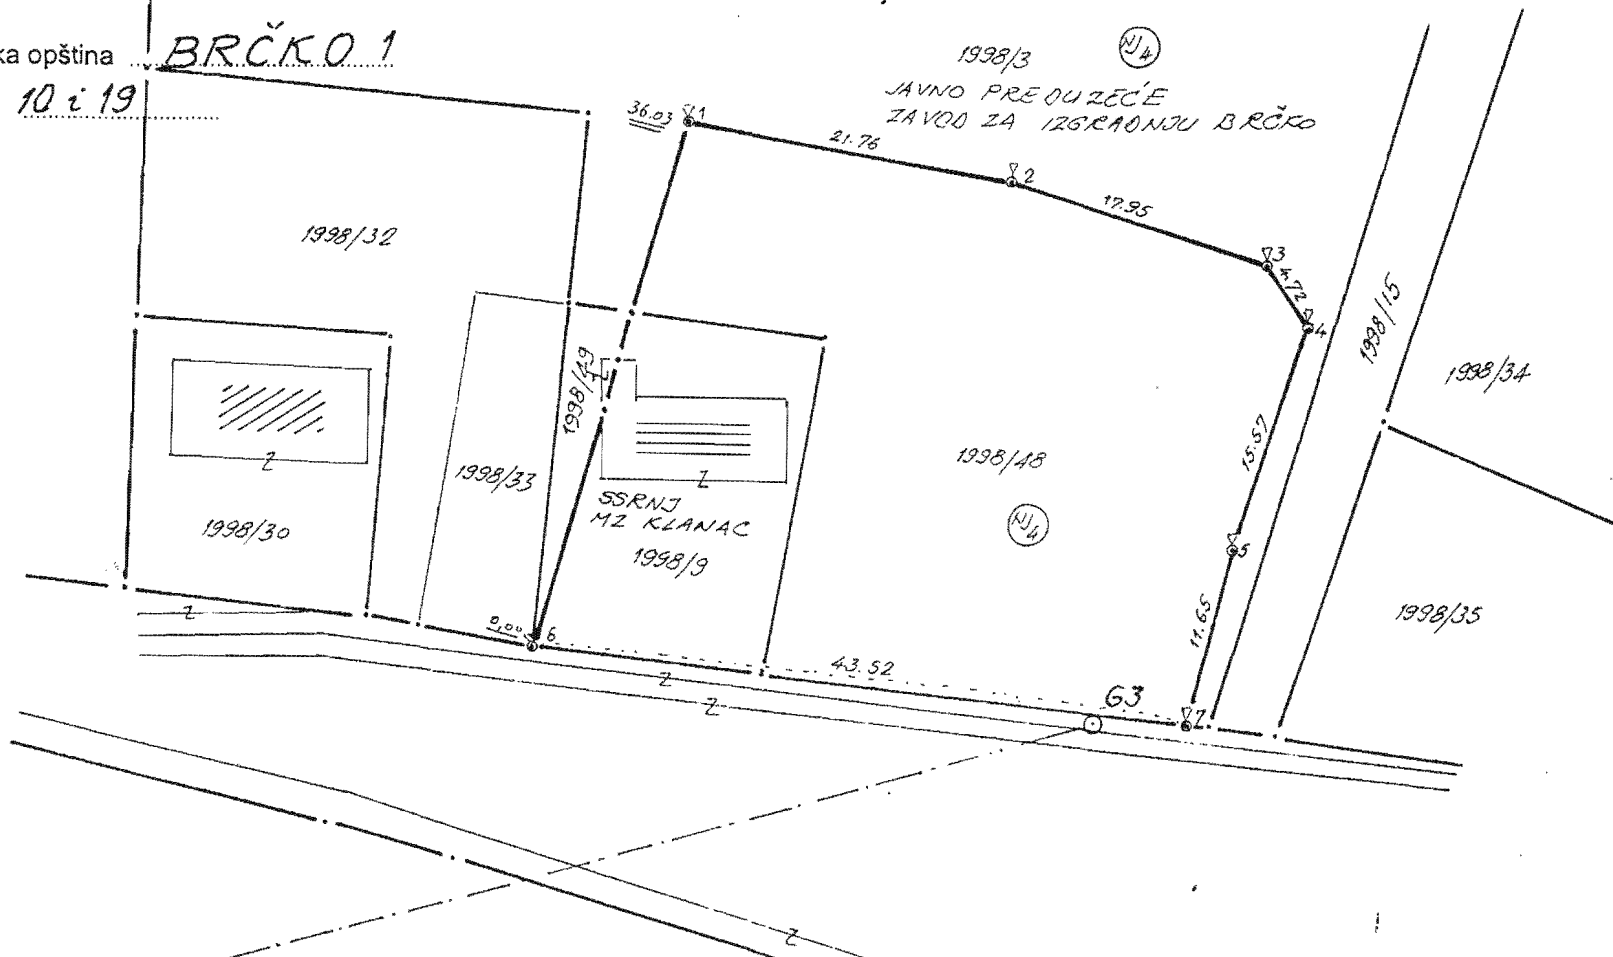 ka opština BRČKO 1
10 i 19
1998/3 NJ4
JAVNO PREDUZEĆE
ZAVOD ZA IZGRADNJU BRČKO
36.03 1
21.76
2
17.95
3
4.72
4
1998/32
1998/15
1998/34
1998/49
1998/33
1998/48
15.57
SSRNJ
MZ KLANAC
1998/30
1998/9
NJ4
5
1998/35
11.65
0,00 6
43.52
63
7
Z
Z
Z
Z
Z
Z